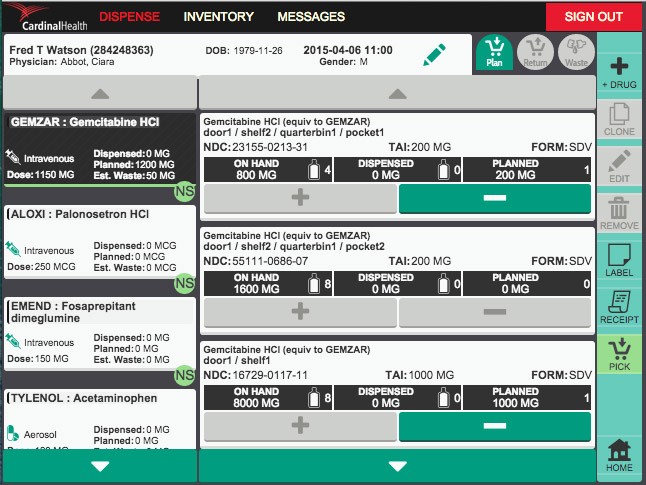 CardinalHealth
DISPENSE INVENTORY MESSAGES
SIGN OUT
Fred T Watson (284248363)
Physician: Abbot, Ciara
DOB: 1979-11-26
2015-04-06 11:00
Gender: M
Plan
Return
Waste
GEMZAR : Gemcitabine HCl
Intravenous
Dose: 1150 MG
Dispensed: 0 MG
Planned: 1200 MG
Est. Waste: 50 MG
NS
ALOXI : Palonosetron HCl
Intravenous
Dose: 250 MCG
Dispensed: 0 MCG
Planned: 0 MCG
Est. Waste: 0 MCG
NS
EMEND : Fosaprepitant
dimeglumine
Intravenous
Dose: 150 MG
Dispensed: 0 MG
Planned: 0 MG
Est. Waste: 0 MG
NS
TYLENOL : Acetaminophen
Aerosol
Dispensed: 0 MG
Planned: 0 MG
Gemcitabine HCl (equiv to GEMZAR)
door1 / shelf2 / quarterbin1 / pocket1
NDC: 23155-0213-31 TAI: 200 MG FORM: SDV
ON HAND DISPENSED PLANNED
800 MG 4 0 MG 0 200 MG 1
Gemcitabine HCl (equiv to GEMZAR)
door1 / shelf2 / quarterbin1 / pocket2
NDC: 55111-0686-07 TAI: 200 MG FORM: SDV
ON HAND DISPENSED PLANNED
1600 MG 8 0 MG 0 0 MG 0
Gemcitabine HCl (equiv to GEMZAR)
door1 / shelf1
NDC: 16729-0117-11 TAI: 1000 MG FORM: SDV
ON HAND DISPENSED PLANNED
8000 MG 8 0 MG 0 1000 MG 1
+ DRUG
CLONE
EDIT
REMOVE
LABEL
RECEIPT
PICK
HOME